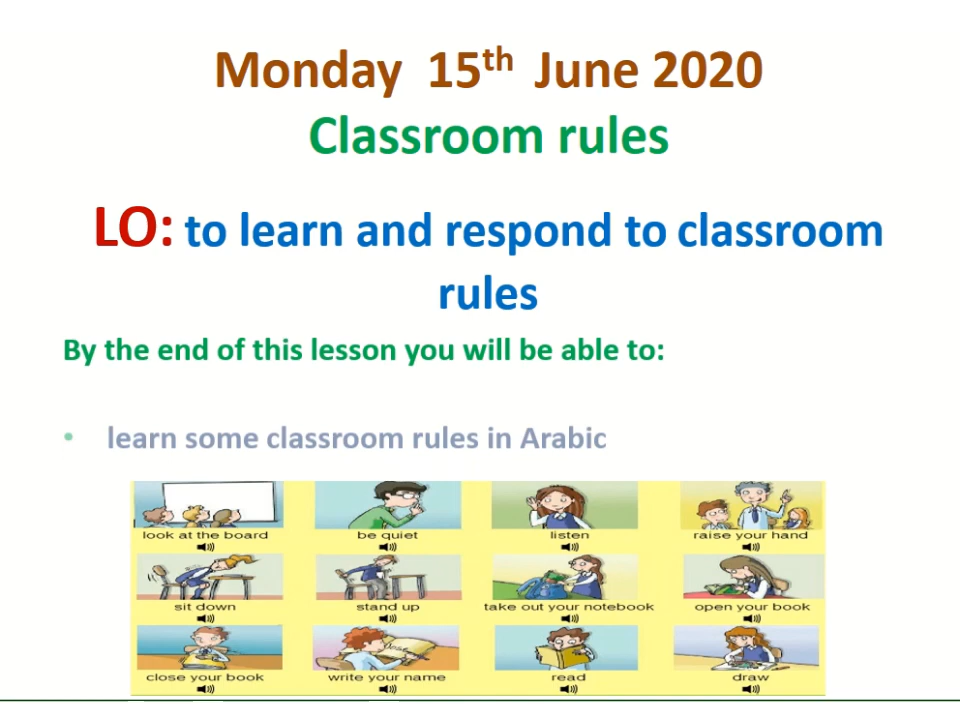 Monday 15th June 2020
Classroom rules
LO: to learn and respond to classroom
rules
By the end of this lesson you will be able to:
• learn some classroom rules in Arabic
look at the board
be quiet
listen
raise your hand
sit down
stand up
take out your notebook
open your book
close your book
write your name
read
draw